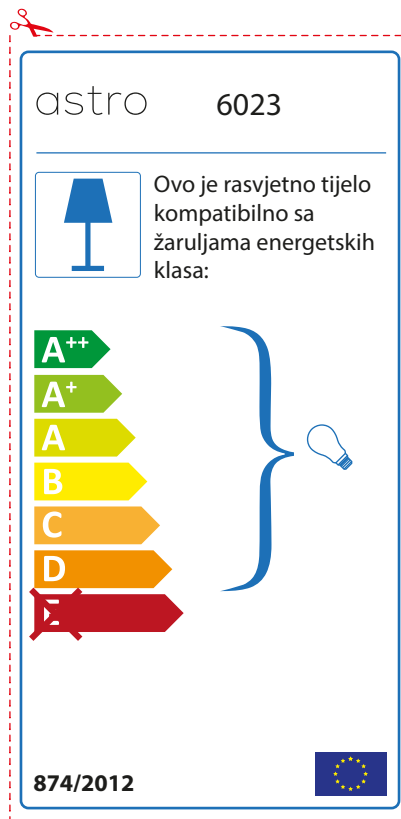 astro 6023
Ovo je rasvjetno tijelo
kompatibilno sa
žaruljama energetskih
klasa:
A++
A+
A
B
C
D
E
874/2012